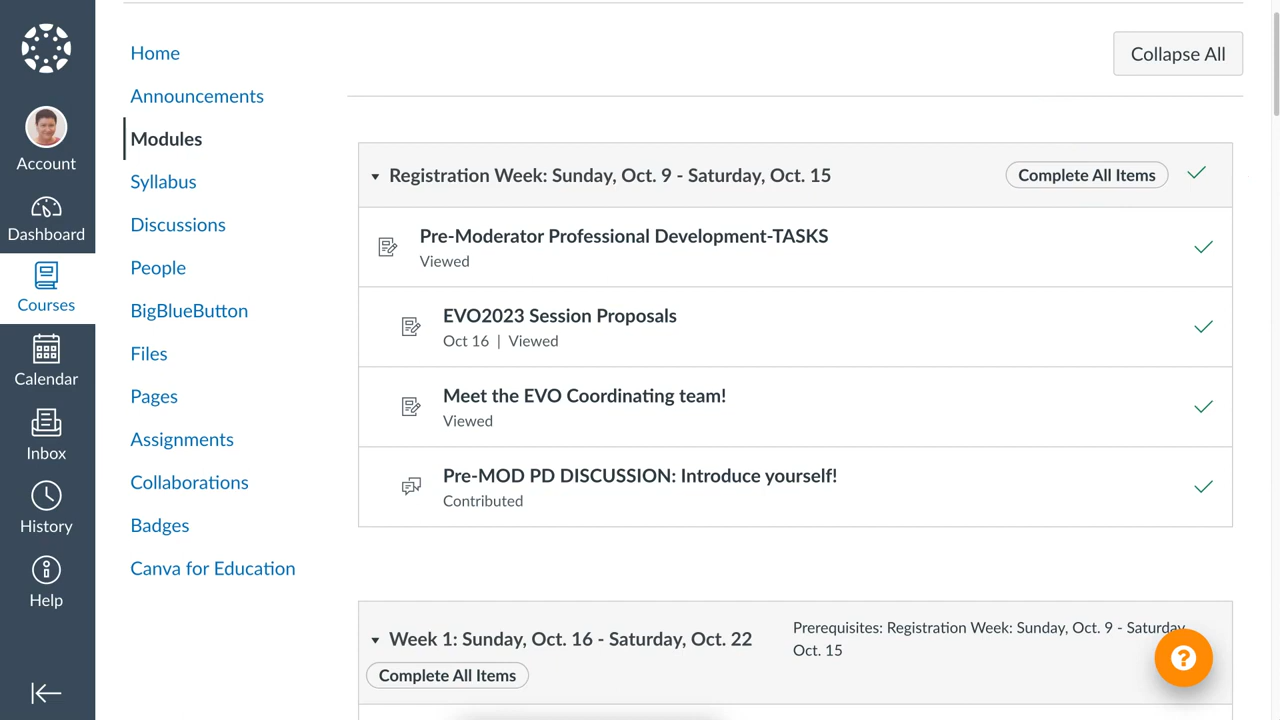 Account
Dashboard
Courses
Calendar
Inbox
History
Help
Home
Announcements
Modules
Syllabus
Discussions
People
BigBlueButton
Files
Pages
Assignments
Collaborations
Badges
Canva for Education
Collapse All
Registration Week: Sunday, Oct. 9 - Saturday, Oct. 15
Complete All Items
Pre-Moderator Professional Development-TASKS
Viewed
EVO2023 Session Proposals
Oct 16 | Viewed
Meet the EVO Coordinating team!
Viewed
Pre-MOD PD DISCUSSION: Introduce yourself!
Contributed
Week 1: Sunday, Oct. 16 - Saturday, Oct. 22
Prerequisites: Registration Week: Sunday, Oct. 9 - Saturday,
Oct. 15
Complete All Items
?